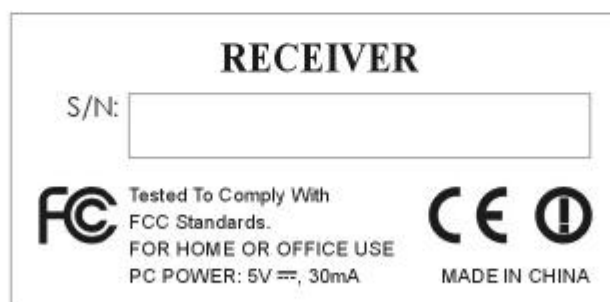 RECEIVER
S/N:
FC Tested To Comply With
FCC Standards.
FOR HOME OR OFFICE USE
PC POWER: 5V ⎓, 30mA
CE
MADE IN CHINA